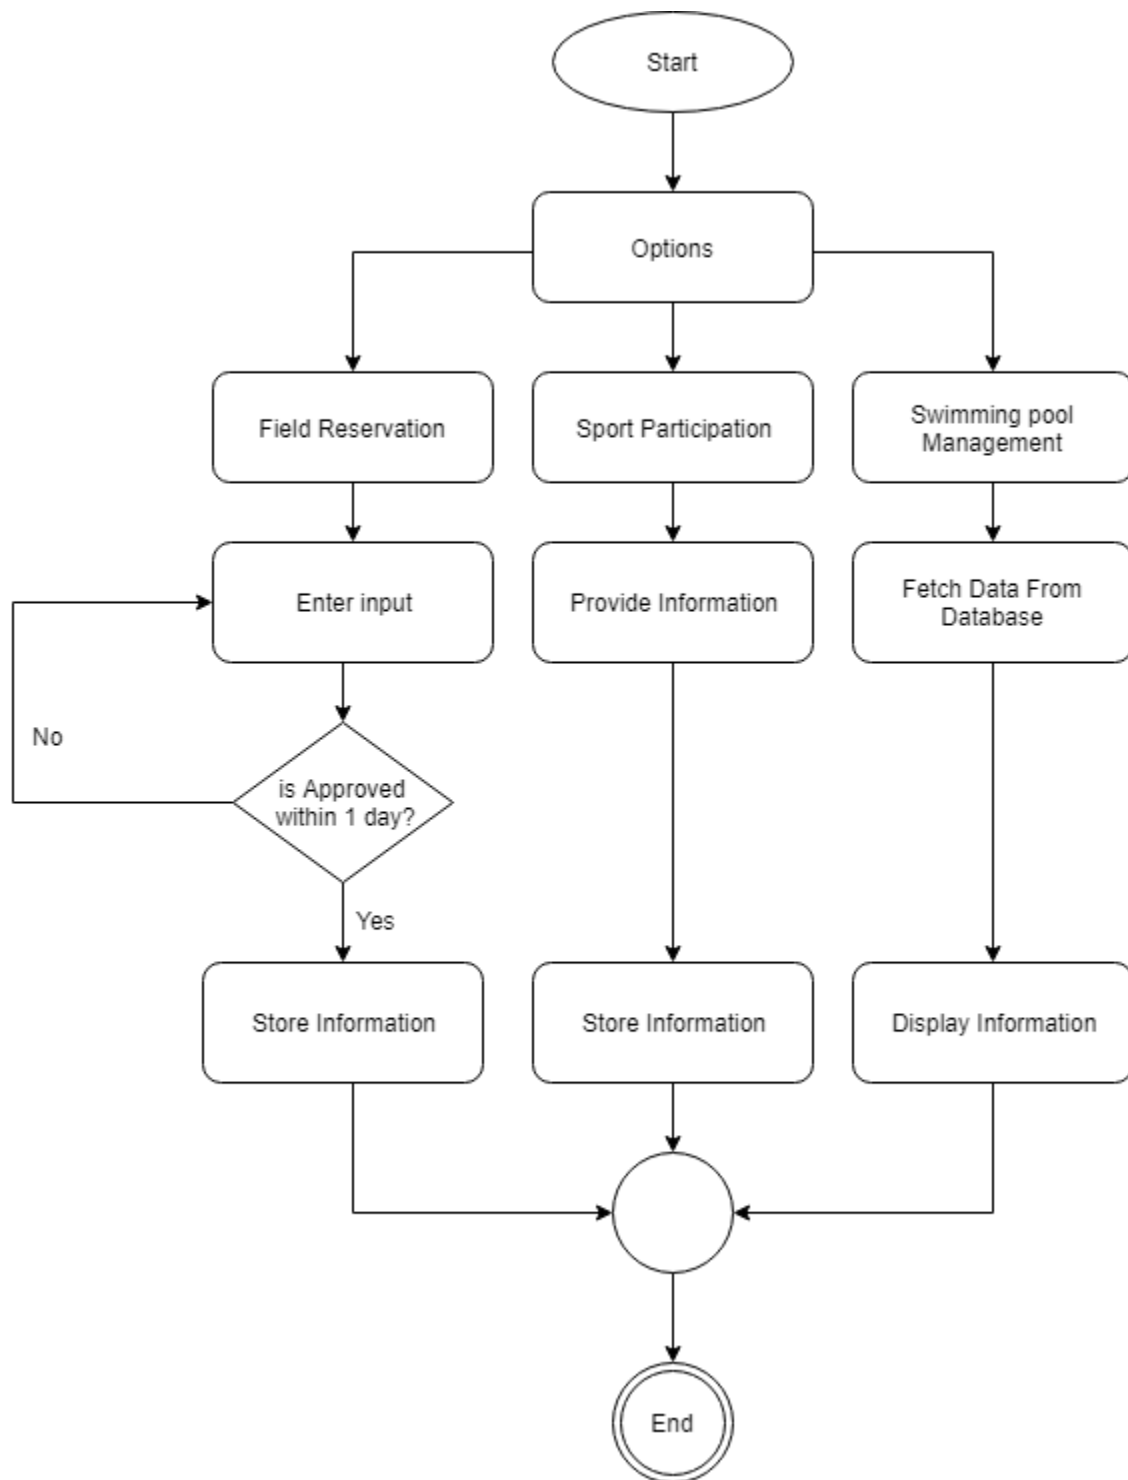 Start
Options
Field Reservation
Sport Participation
Swimming pool
Management
Enter input
Provide Information
Fetch Data From
Database
No
is Approved
within 1 day?
Yes
Store Information
Store Information
Display Information
End